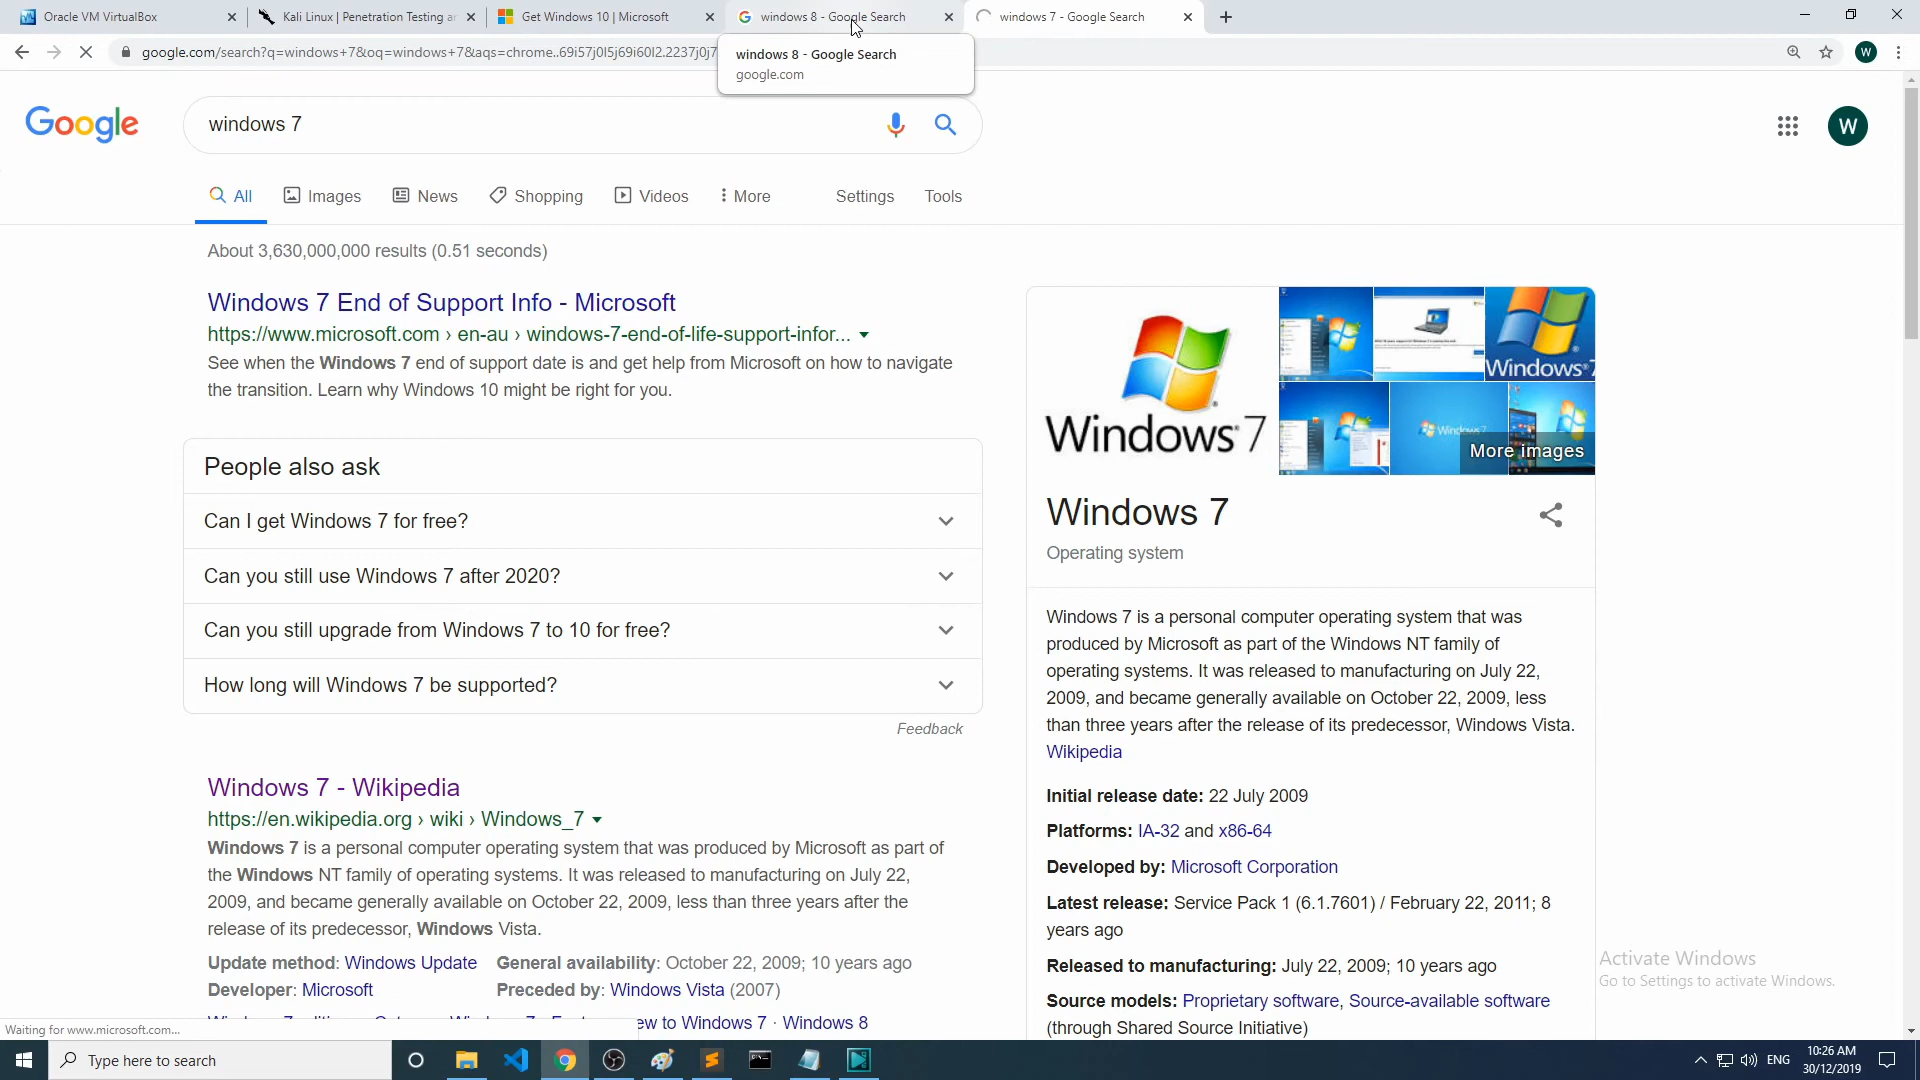 Oracle VM VirtualBox
Kali Linux | Penetration Testing an
Get Windows 10 | Microsoft
windows 8 - Google Search
windows 7 - Google Search
google.com/search?q=windows+7&oq=windows+7&aqs=chrome..69i57j0l5j69i60l2.2237j0j7
W
windows 8 - Google Search
google.com
Google
windows 7
W
All
Images
News
Shopping
Videos
More
Settings
Tools
About 3,630,000,000 results (0.51 seconds)
Windows 7 End of Support Info - Microsoft
https://www.microsoft.com › en-au › windows-7-end-of-life-support-infor...
See when the Windows 7 end of support date is and get help from Microsoft on how to navigate
the transition. Learn why Windows 10 might be right for you.
People also ask
Can I get Windows 7 for free?
Can you still use Windows 7 after 2020?
Can you still upgrade from Windows 7 to 10 for free?
How long will Windows 7 be supported?
Feedback
Windows 7 - Wikipedia
https://en.wikipedia.org › wiki › Windows_7
Windows 7 is a personal computer operating system that was produced by Microsoft as part of
the Windows NT family of operating systems. It was released to manufacturing on July 22,
2009, and became generally available on October 22, 2009, less than three years after the
release of its predecessor, Windows Vista.
Update method: Windows Update
General availability: October 22, 2009; 10 years ago
Developer: Microsoft
Preceded by: Windows Vista (2007)
ew to Windows 7 · Windows 8
Windows 7
Windows 7
Windows 7
More images
Windows 7
Operating system
Windows 7 is a personal computer operating system that was
produced by Microsoft as part of the Windows NT family of
operating systems. It was released to manufacturing on July 22,
2009, and became generally available on October 22, 2009, less
than three years after the release of its predecessor, Windows Vista.
Wikipedia
Initial release date: 22 July 2009
Platforms: IA-32 and x86-64
Developed by: Microsoft Corporation
Latest release: Service Pack 1 (6.1.7601) / February 22, 2011; 8
years ago
Released to manufacturing: July 22, 2009; 10 years ago
Source models: Proprietary software, Source-available software
(through Shared Source Initiative)
Activate Windows
Go to Settings to activate Windows.
Waiting for www.microsoft.com...
Type here to search
ENG
10:26 AM
30/12/2019